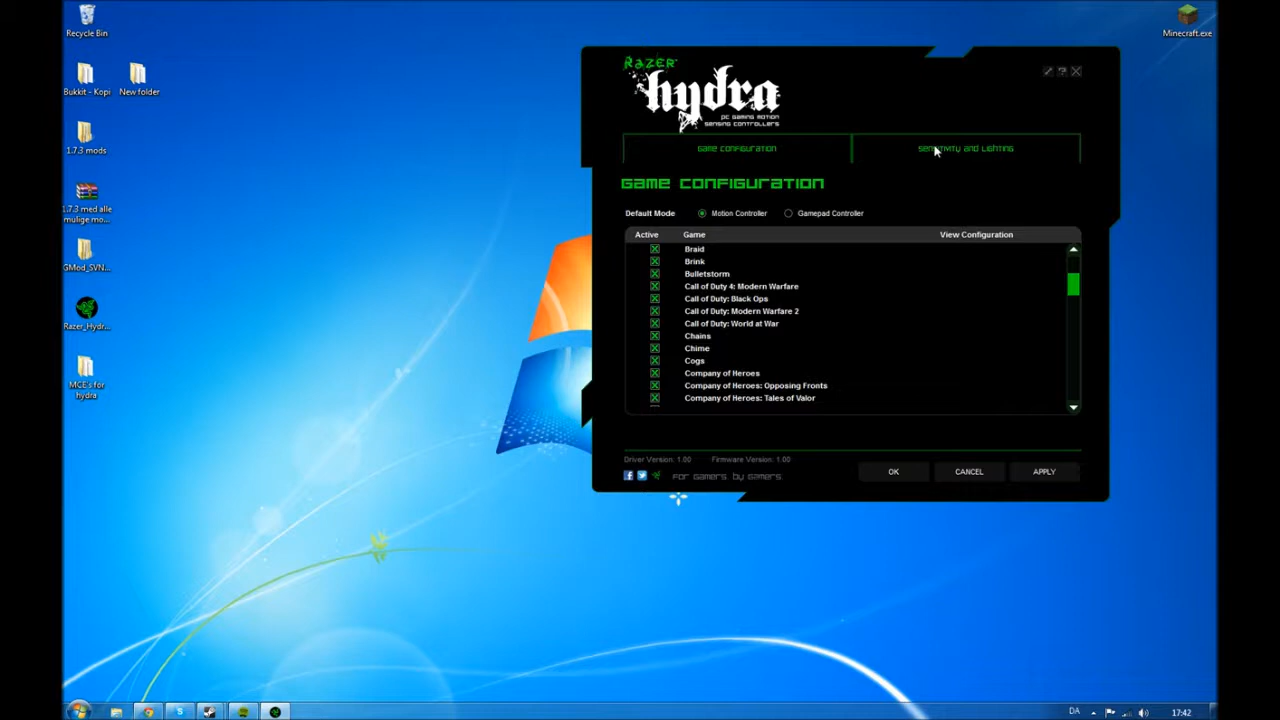 Recycle Bin
Minecraft.exe
Bukkit - Kopi
New folder
1.7.3 mods
1.7.3 med alle
mulige mo...
GMod_SVN...
Razer_Hydr...
MCE's for
hydra
RAZER
hydra
PC GAMING MOTION
SENSING CONTROLLERS
GAME CONFIGURATION
SENSITIVITY AND LIGHTING
GAME CONFIGURATION
Default Mode Motion Controller Gamepad Controller
Active Game View Configuration
Braid
Brink
Bulletstorm
Call of Duty 4: Modern Warfare
Call of Duty: Black Ops
Call of Duty: Modern Warfare 2
Call of Duty: World at War
Chains
Chime
Cogs
Company of Heroes
Company of Heroes: Opposing Fronts
Company of Heroes: Tales of Valor
Driver Version: 1.00 Firmware Version: 1.00
FOR GAMERS. BY GAMERS.
OK CANCEL APPLY
DA
17:42